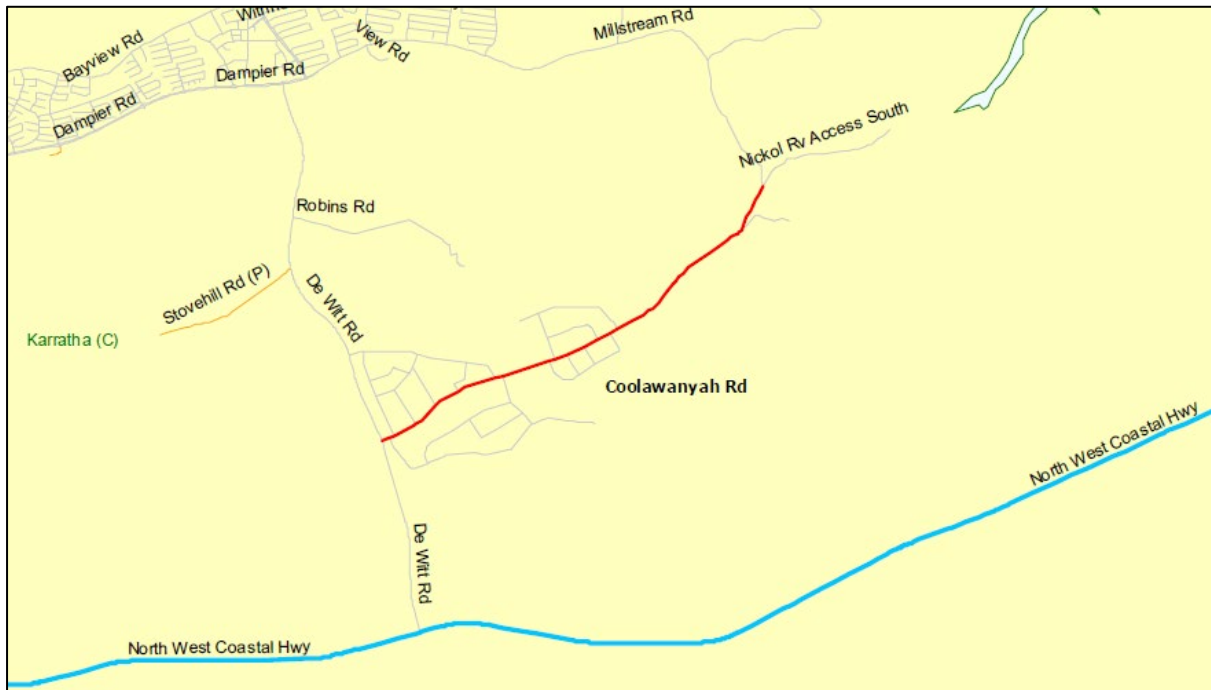 Millstream Rd
View Rd
Bayview Rd
Dampier Rd
Dampier Rd
Nickol Rv Access South
Robins Rd
Stovehill Rd (P)
De Witt Rd
Karratha (C)
Coolawanyah Rd
North West Coastal Hwy
De Witt Rd
North West Coastal Hwy